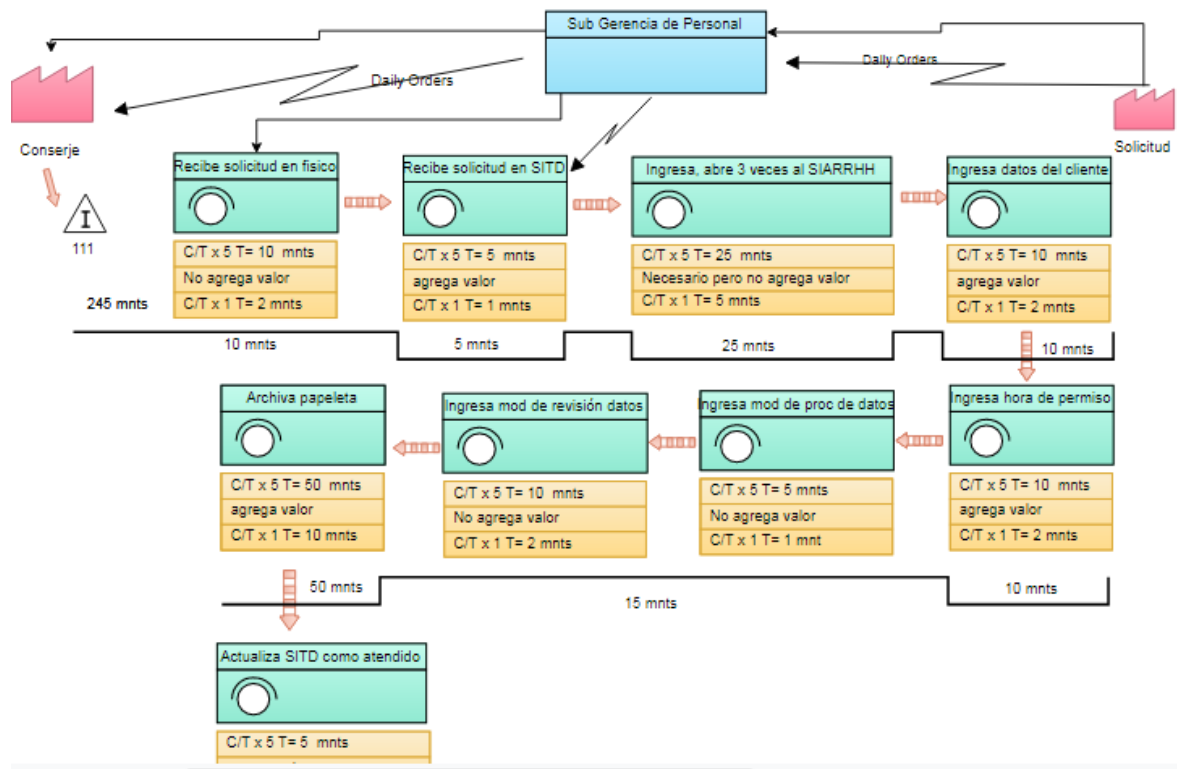 Sub Gerencia de Personal
Daily Orders
Daily Orders
Conserje
Solicitud
111
245 mnts
Recibe solicitud en fisico
C/T x 5 T= 10 mnts
No agrega valor
C/T x 1 T= 2 mnts
Recibe solicitud en SITD
C/T x 5 T= 5 mnts
agrega valor
C/T x 1 T= 1 mnts
Ingresa, abre 3 veces al SIARRHH
C/T x 5 T= 25 mnts
Necesario pero no agrega valor
C/T x 1 T= 5 mnts
Ingresa datos del cliente
C/T x 5 T= 10 mnts
agrega valor
C/T x 1 T= 2 mnts
10 mnts
5 mnts
25 mnts
10 mnts
Archiva papeleta
C/T x 5 T= 50 mnts
agrega valor
C/T x 1 T= 10 mnts
Ingresa mod de revisión datos
C/T x 5 T= 10 mnts
No agrega valor
C/T x 1 T= 2 mnts
Ingresa mod de proc de datos
C/T x 5 T= 5 mnts
No agrega valor
C/T x 1 T= 1 mnt
Ingresa hora de permiso
C/T x 5 T= 10 mnts
agrega valor
C/T x 1 T= 2 mnts
50 mnts
15 mnts
10 mnts
Actualiza SITD como atendido
C/T x 5 T= 5 mnts